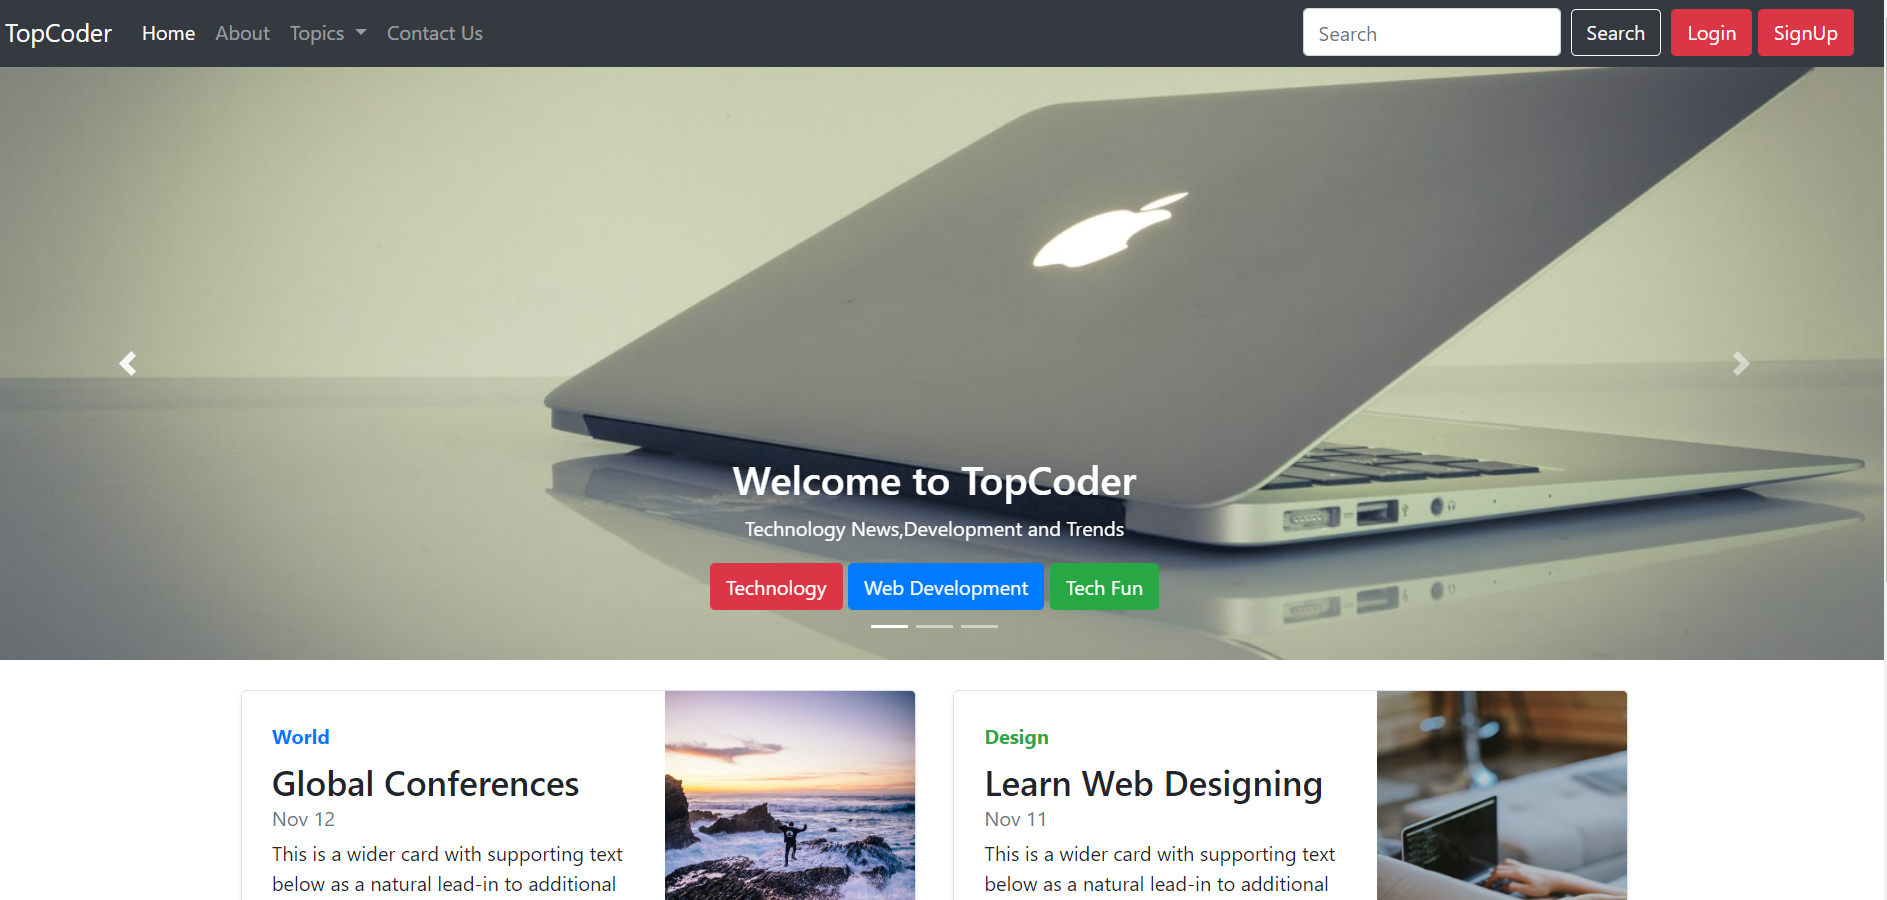 TopCoder Home About Topics Contact Us Search Search Login SignUp
Welcome to TopCoder
Technology News,Development and Trends
Technology Web Development Tech Fun
World
Global Conferences
Nov 12
This is a wider card with supporting text
below as a natural lead-in to additional
Design
Learn Web Designing
Nov 11
This is a wider card with supporting text
below as a natural lead-in to additional